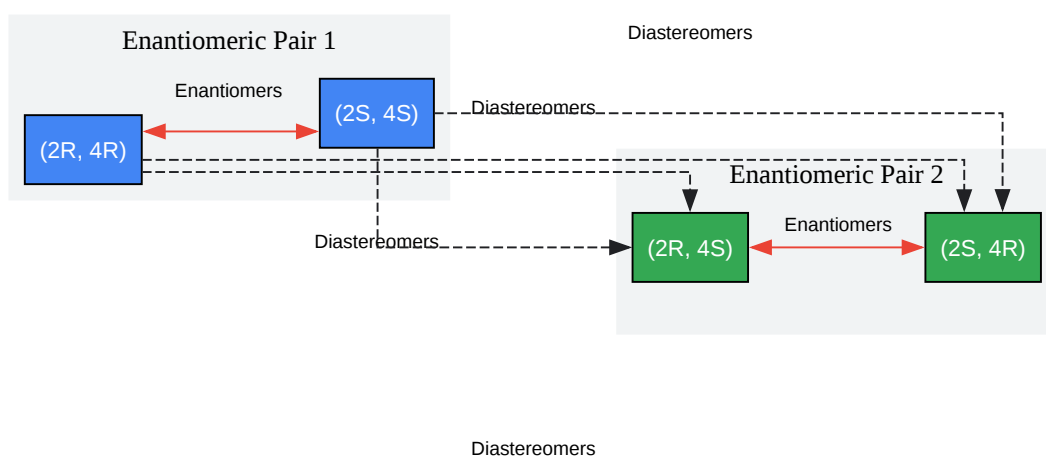 Diastereomers
Enantiomeric Pair 1
Enantiomers
(2S, 4S)
Diastereomers
(2R, 4R)
Enantiomeric Pair 2
Enantiomers
Diastereomers
(2R, 4S)
(2S, 4R)
Diastereomers